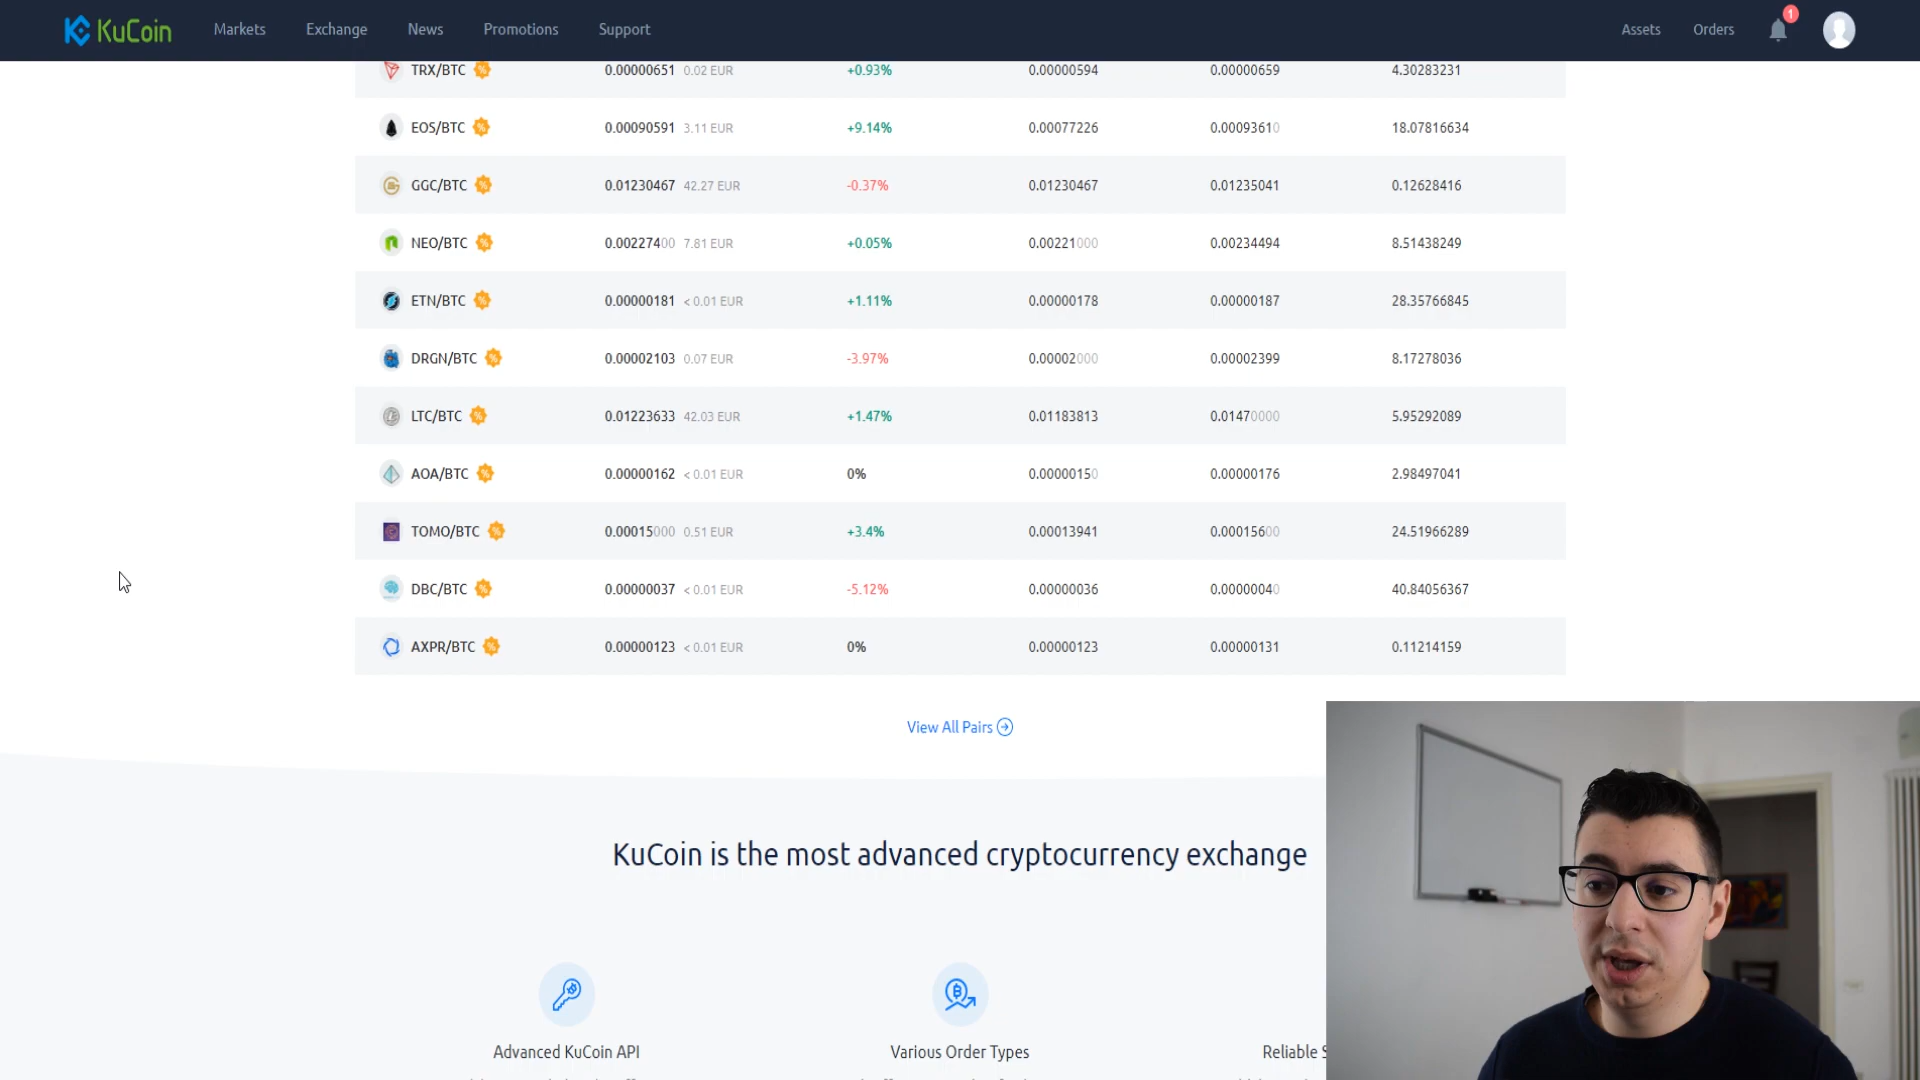 KuCoin Markets Exchange News Promotions Support Assets Orders 1
TRX/BTC % 0.00000651 0.02 EUR +0.93% 0.00000594 0.00000659 4.30283231
EOS/BTC % 0.00090591 3.11 EUR +9.14% 0.00077226 0.00093610 18.07816634
GGC/BTC % 0.01230467 42.27 EUR -0.37% 0.01230467 0.01235041 0.12628416
NEO/BTC % 0.00227400 7.81 EUR +0.05% 0.00221000 0.00234494 8.51438249
ETN/BTC % 0.00000181 < 0.01 EUR +1.11% 0.00000178 0.00000187 28.35766845
DRGN/BTC % 0.00002103 0.07 EUR -3.97% 0.00002000 0.00002399 8.17278036
LTC/BTC % 0.01223633 42.03 EUR +1.47% 0.01183813 0.01470000 5.95292089
AOA/BTC % 0.00000162 < 0.01 EUR 0% 0.00000150 0.00000176 2.98497041
TOMO/BTC % 0.00015000 0.51 EUR +3.4% 0.00013941 0.00015600 24.51966289
DBC/BTC % 0.00000037 < 0.01 EUR -5.12% 0.00000036 0.00000040 40.84056367
AXPR/BTC % 0.00000123 < 0.01 EUR 0% 0.00000123 0.00000131 0.11214159
View All Pairs
KuCoin is the most advanced cryptocurrency exchange
Advanced KuCoin API Various Order Types Reliable